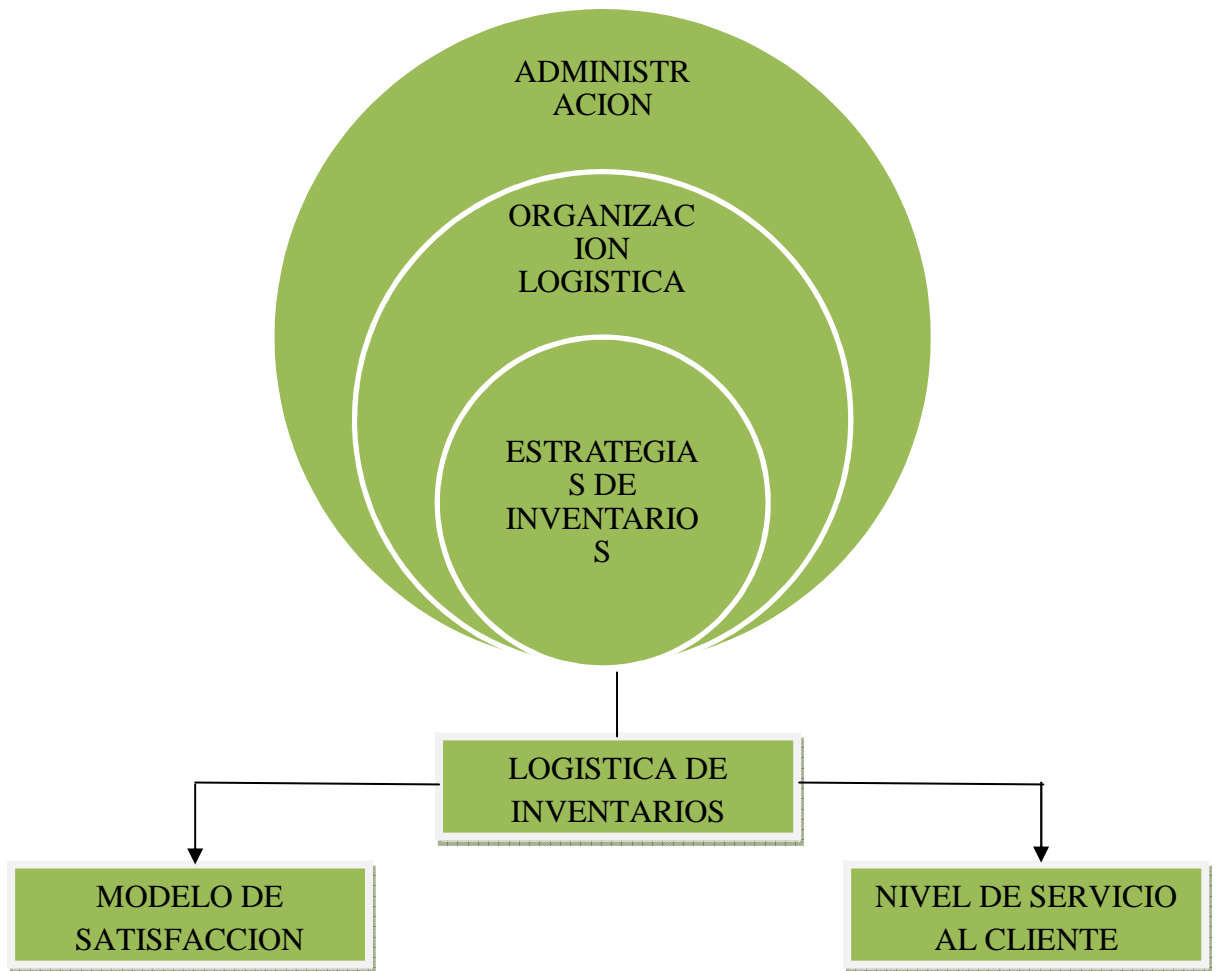 ADMINISTR
ACION
ORGANIZAC
ION
LOGISTICA
ESTRATEGIA
S DE
INVENTARIO
S
LOGISTICA DE
INVENTARIOS
MODELO DE
SATISFACCION
NIVEL DE SERVICIO
AL CLIENTE